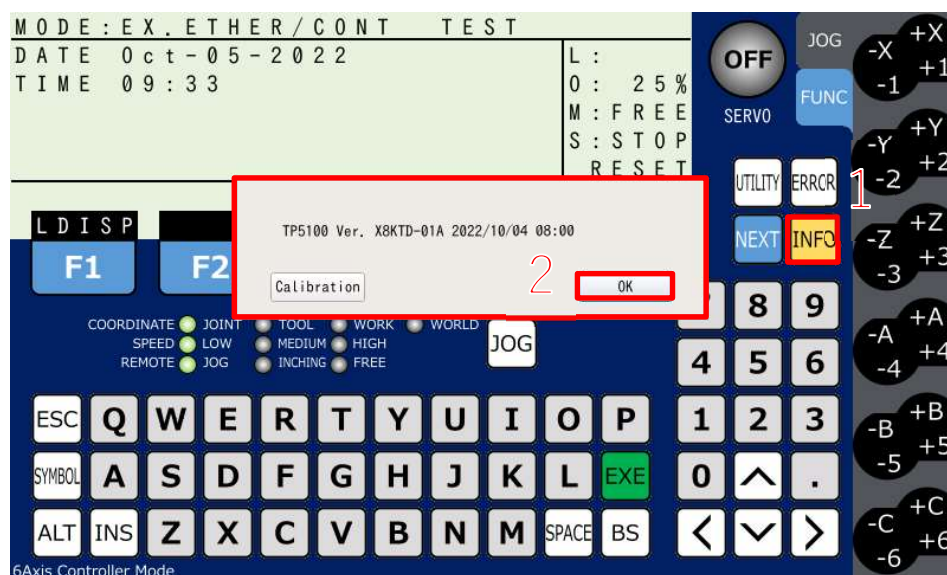 MODE:EX.ETHER/CONT TEST
DATE Oct-05-2022
TIME 09:33
L:
O: 25%
M:FREE
S:STOP
RESET
OFF
SERVO
JOG
FUNC
-X +X
-1 +1
-Y +Y
-2 +2
-Z +Z
-3 +3
-A +A
-4 +4
-B +B
-5 +5
-C +C
-6 +6
UTILITY ERROR
1
NEXT INFO
LDISP
F1 F2
TP5100 Ver. X8KTD-01A 2022/10/04 08:00
2
Calibration OK
COORDINATE JOINT TOOL WORK WORLD
SPEED LOW MEDIUM HIGH
REMOTE JOG INCHING FREE
JOG
8 9
4 5 6
ESC Q W E R T Y U I O P 1 2 3
SYMBOL A S D F G H J K L EXE 0 .
ALT INS Z X C V B N M SPACE BS
6Axis Controller Mode